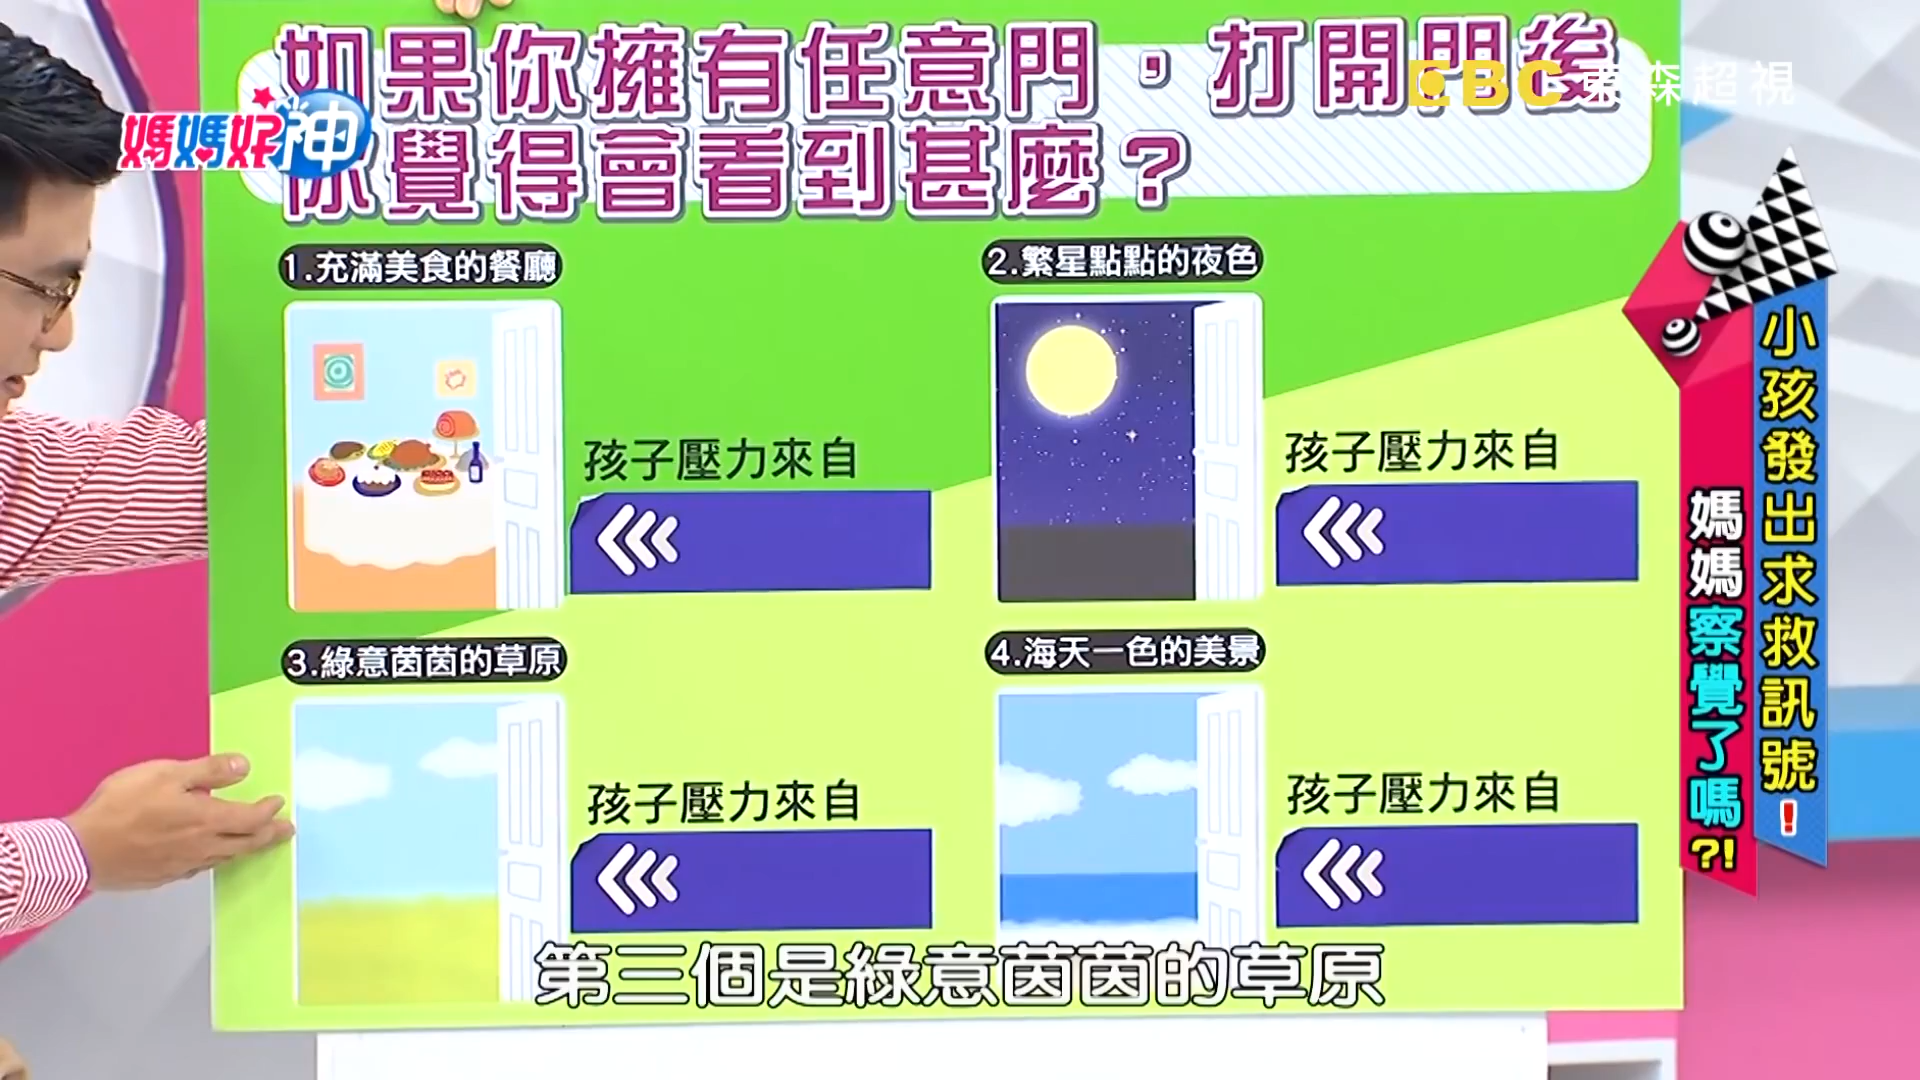 如果你擁有任意門，打開門後
你覺得會看到甚麼？
媽媽好神
EBC 東森超視
1.充滿美食的餐廳
孩子壓力來自
2.繁星點點的夜色
孩子壓力來自
3.綠意茵茵的草原
孩子壓力來自
4.海天一色的美景
孩子壓力來自
小孩發出求救訊號！
媽媽察覺了嗎?!
第三個是綠意茵茵的草原